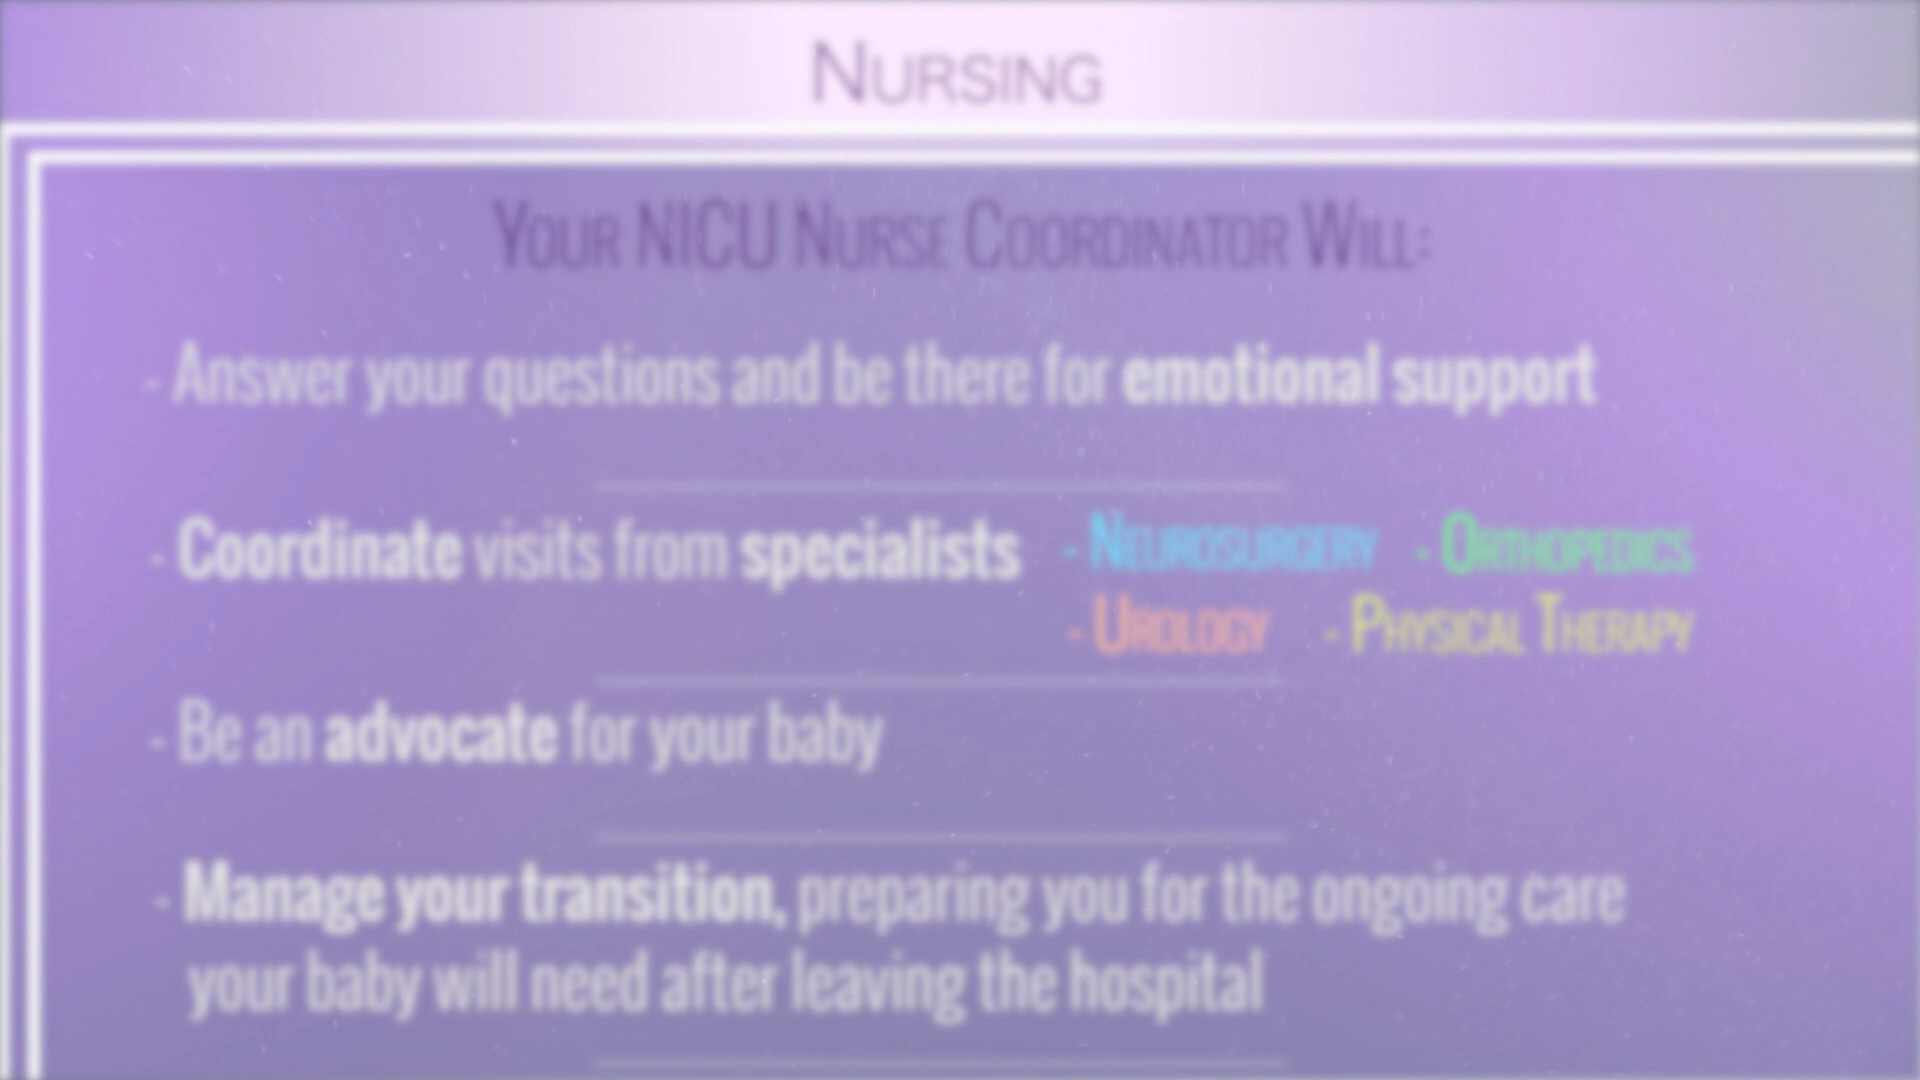 Nursing
Your NICU Nurse Coordinator Will:
- Answer your questions and be there for emotional support
- Coordinate visits from specialists - Neurosurgery - Orthopedics
- Urology - Physical Therapy
- Be an advocate for your baby
- Manage your transition, preparing you for the ongoing care
your baby will need after leaving the hospital